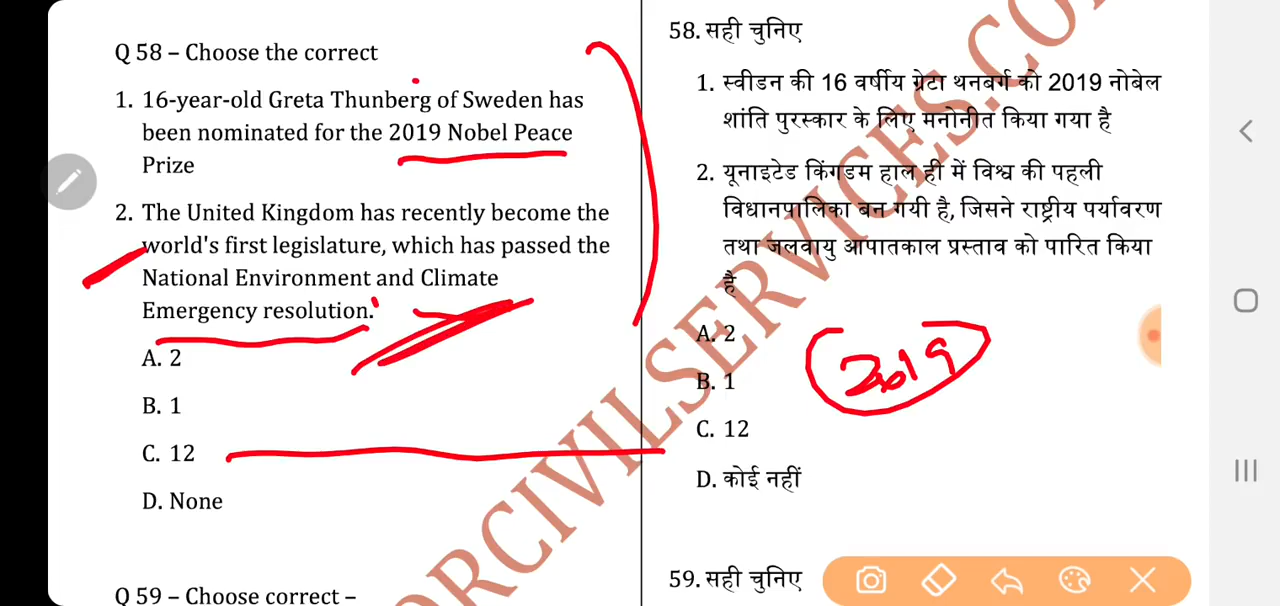 Q 58 – Choose the correct
1. 16-year-old Greta Thunberg of Sweden has
been nominated for the 2019 Nobel Peace
Prize
2. The United Kingdom has recently become the
world's first legislature, which has passed the
National Environment and Climate
Emergency resolution.
A. 2
B. 1
C. 12
D. None
Q 59 – Choose correct –
58. सही चुनिए
1. स्वीडन की 16 वर्षीय ग्रेटा थनबर्ग को 2019 नोबेल
शांति पुरस्कार के लिए मनोनीत किया गया है
2. यूनाइटेड किंगडम हाल ही में विश्व की पहली
विधानपालिका बन गयी है, जिसने राष्ट्रीय पर्यावरण
तथा जलवायु आपातकाल प्रस्ताव को पारित किया
है
A. 2
B. 1
C. 12
D. कोई नहीं
2019
59. सही चुनिए
ORCIVILSERVICES.CO